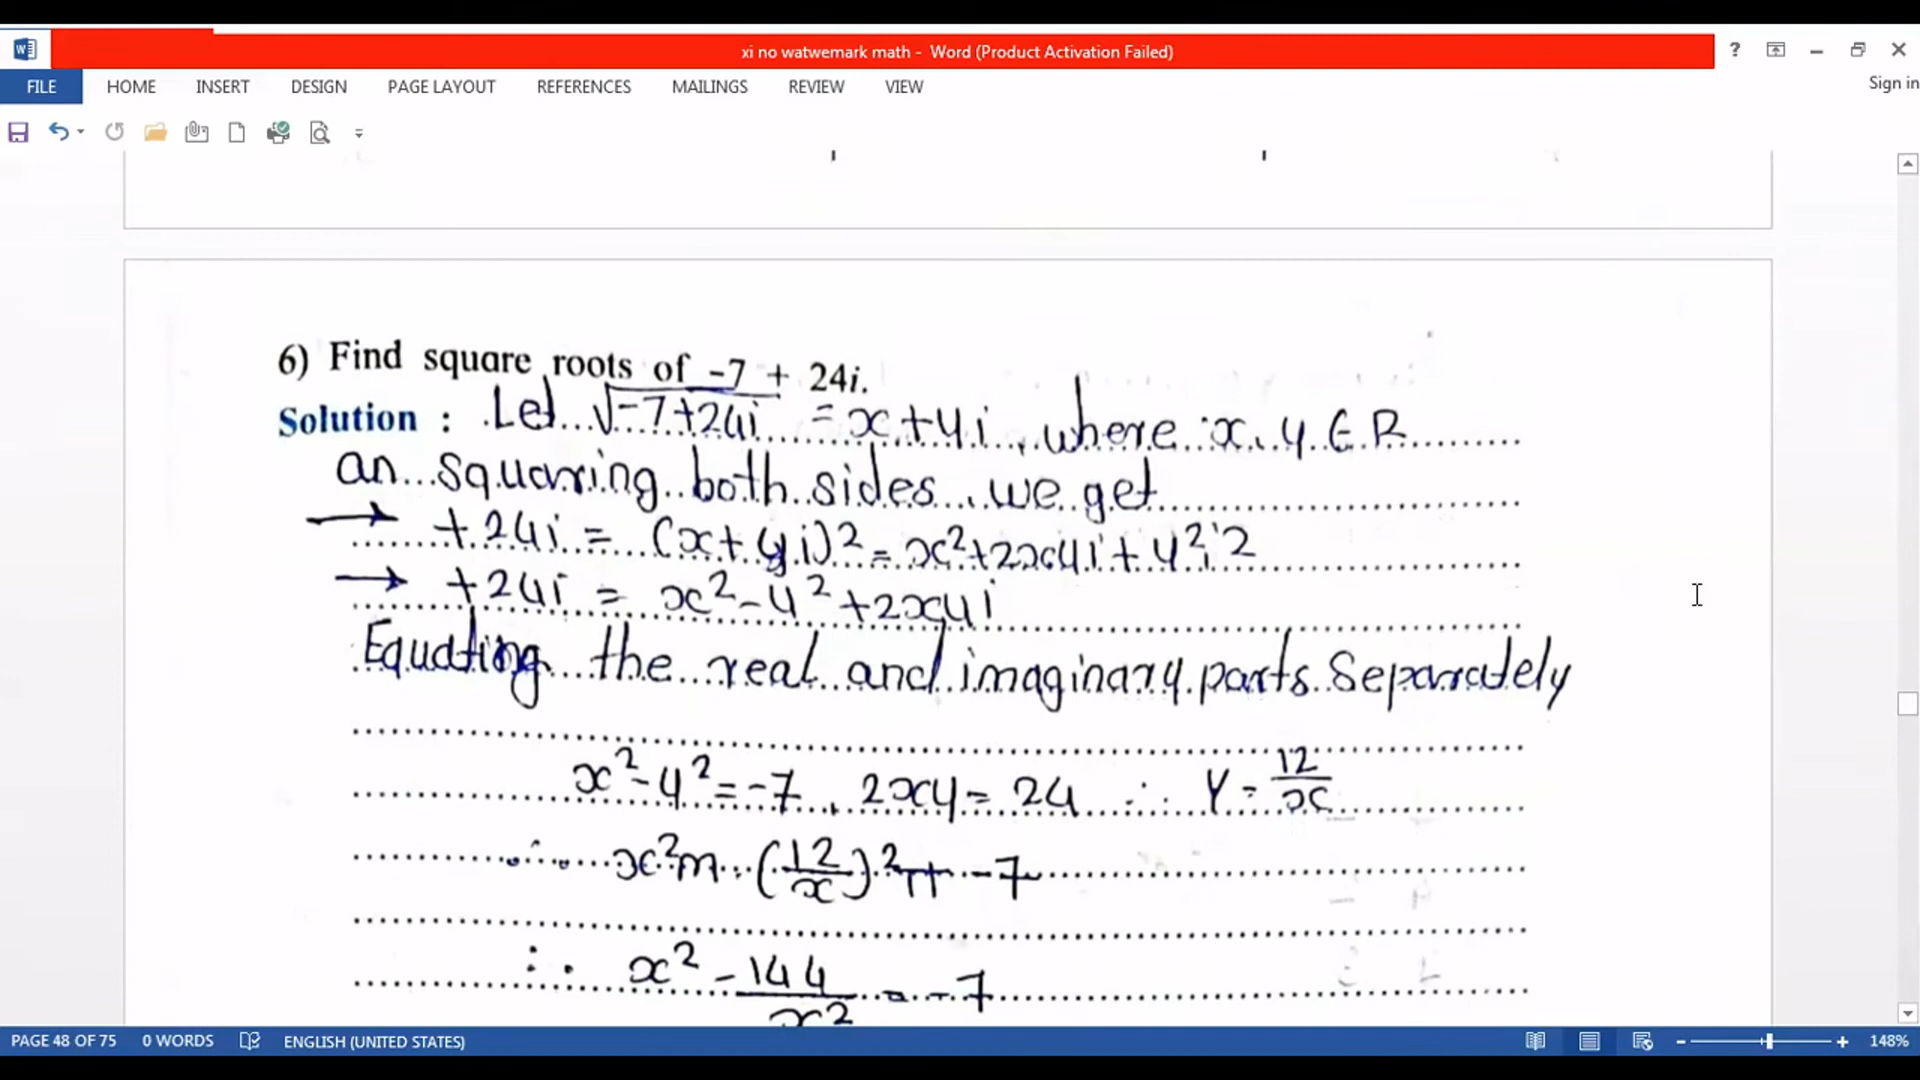 xi no watwemark math - Word (Product Activation Failed)
?
FILE HOME INSERT DESIGN PAGE LAYOUT REFERENCES MAILINGS REVIEW VIEW Sign in
6) Find square roots of -7 + 24i.
Solution : Let √-7+24i = x+yi, where x, y ∈ R
an squaring both sides, we get
→ +24i = (x+yi)2 = x2+2xyi+y2i2
→ +24i = x2-y2+2xyi
Equating the real and imaginary parts Separately
x2-y2=-7, 2xy=24 ∴ Y = 12/x
∴ x2 (12/x)2 -7
∴ x2 - 144/x2 = -7
PAGE 48 OF 75 0 WORDS ENGLISH (UNITED STATES) 148%